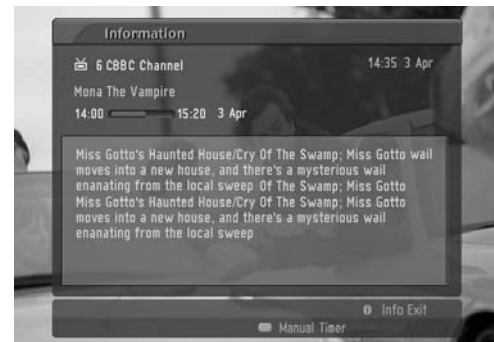 Information
6 CBBC Channel 14:35 3 Apr
Mona The Vampire
14:00 15:20 3 Apr
Miss Gotto's Haunted House/Cry Of The Swamp; Miss Gotto wail
moves into a new house, and there's a mysterious wail
enanating from the local sweep Of The Swamp; Miss Gotto
Miss Gotto's Haunted House/Cry Of The Swamp; Miss Gotto
moves into a new house, and there's a mysterious wail
enanating from the local sweep
i Info Exit
Manual Timer